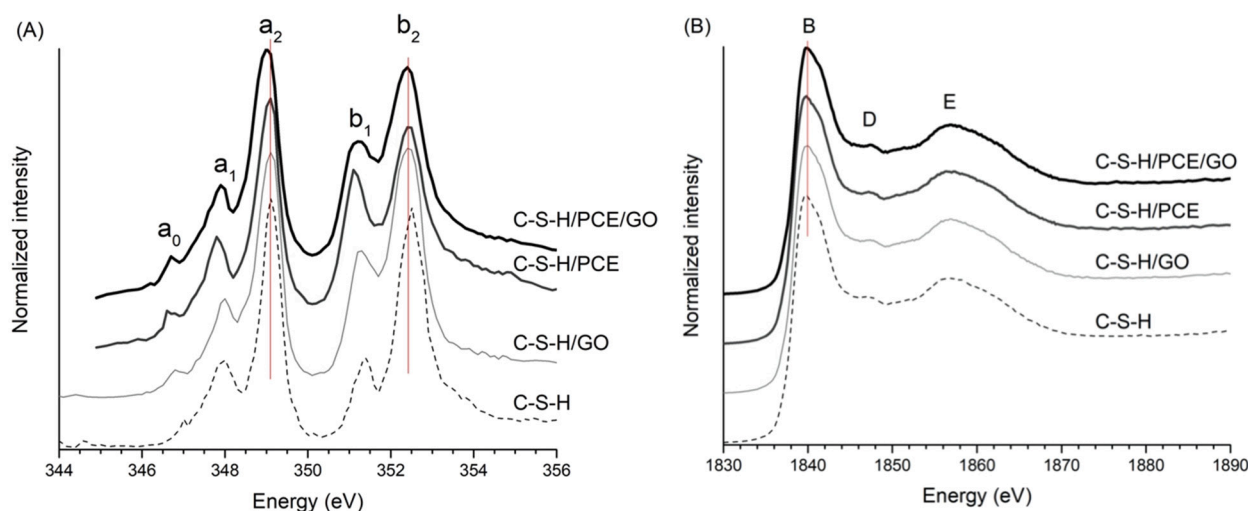 (A)
a2
b2
b1
a1
a0
C-S-H/PCE/GO
C-S-H/PCE
C-S-H/GO
C-S-H
Normalized intensity
344 346 348 350 352 354 356
Energy (eV)
(B)
B
D
E
C-S-H/PCE/GO
C-S-H/PCE
C-S-H/GO
C-S-H
Normalized intensity
1830 1840 1850 1860 1870 1880 1890
Energy (eV)